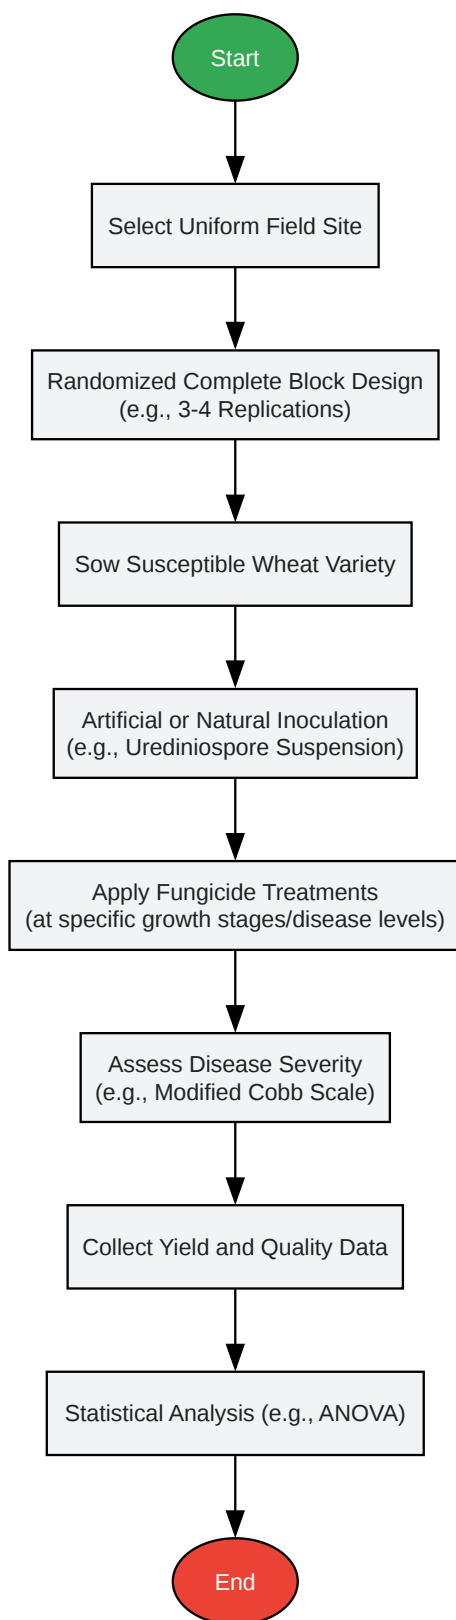 Start
Select Uniform Field Site
Randomized Complete Block Design
(e.g., 3-4 Replications)
Sow Susceptible Wheat Variety
Artificial or Natural Inoculation
(e.g., Urediniospore Suspension)
Apply Fungicide Treatments
(at specific growth stages/disease levels)
Assess Disease Severity
(e.g., Modified Cobb Scale)
Collect Yield and Quality Data
Statistical Analysis (e.g., ANOVA)
End